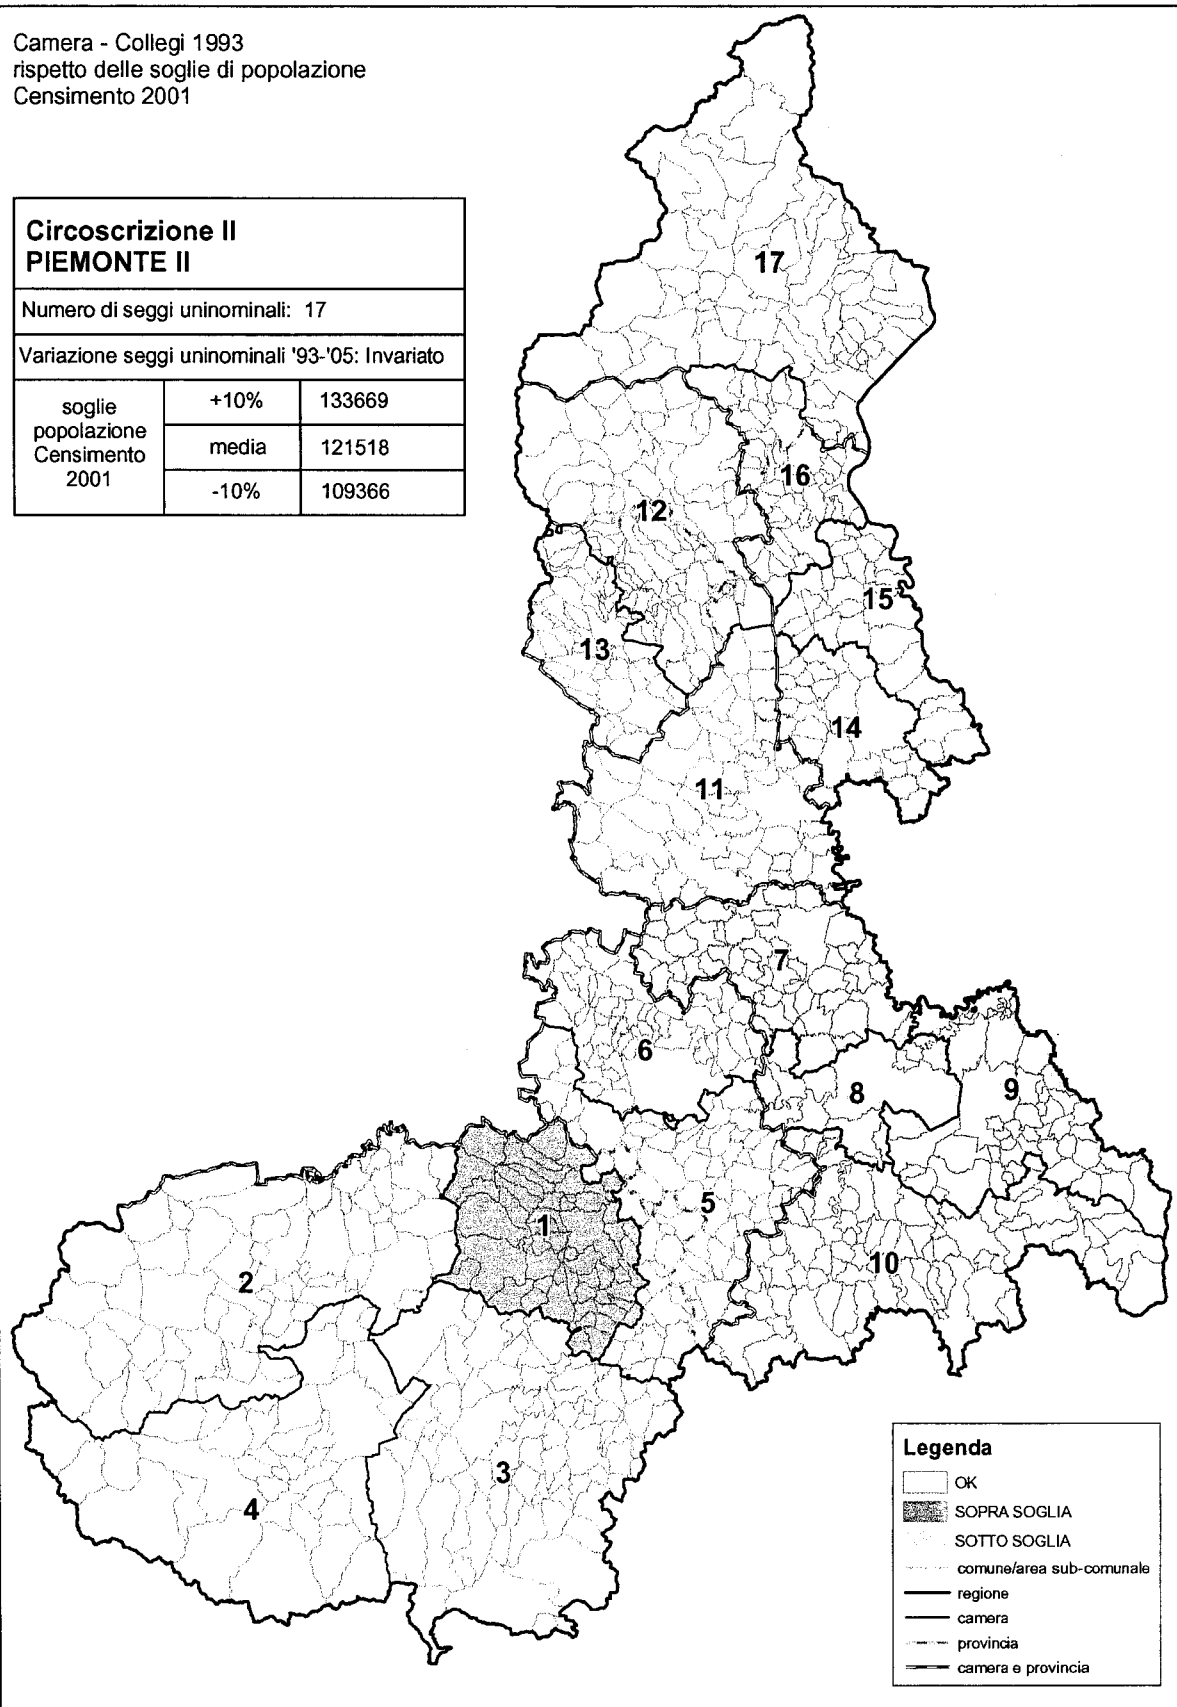 Camera - Collegi 1993
rispetto delle soglie di popolazione
Censimento 2001
Circoscrizione II
PIEMONTE II
Numero di seggi uninominali: 17
Variazione seggi uninominali '93-'05: Invariato
soglie
popolazione
Censimento
2001
+10% 133669
media 121518
-10% 109366
17
16
12
15
13
14
11
7
6
8
9
5
1
10
2
3
4
Legenda
OK
SOPRA SOGLIA
SOTTO SOGLIA
comune/area sub-comunale
regione
camera
provincia
camera e provincia